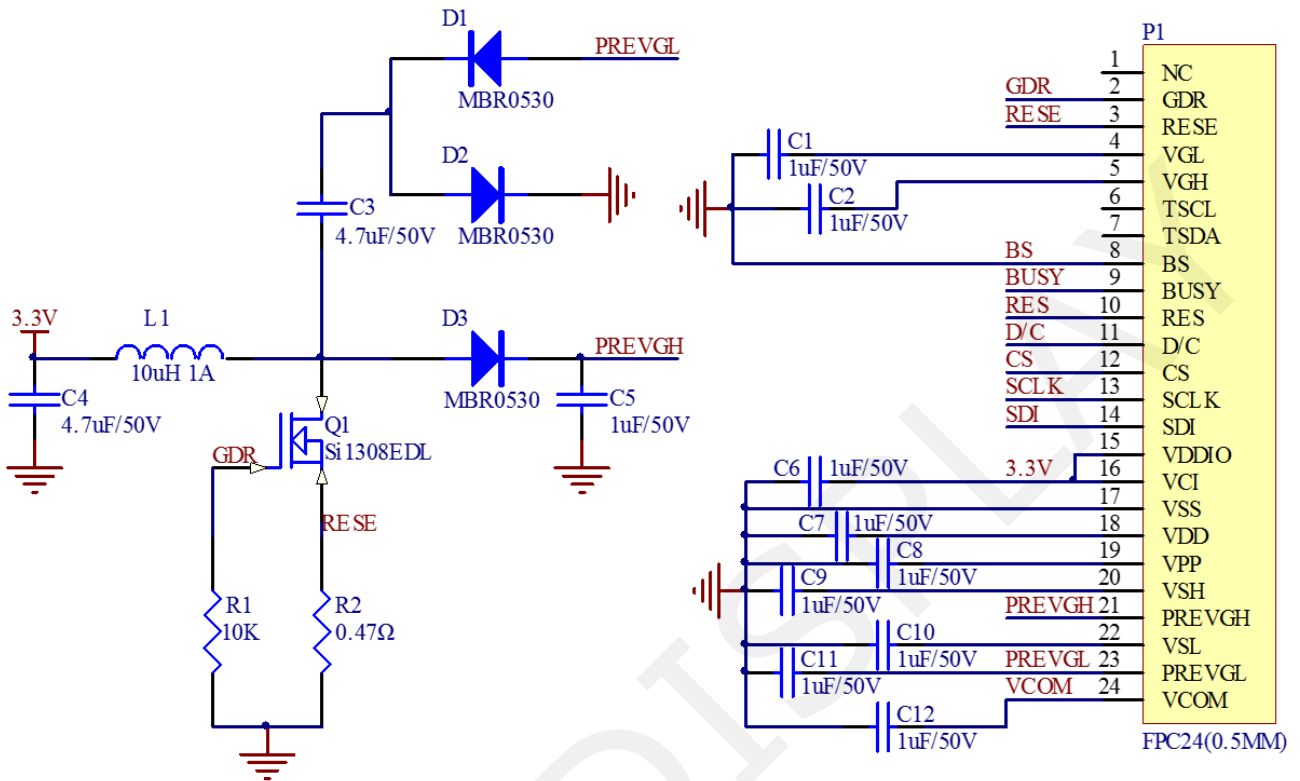 D1
PREVGL
MBR0530
D2
MBR0530
C3
4.7uF/50V
3.3V
L1
10uH 1A
D3
PREVGH
MBR0530
C4
4.7uF/50V
C5
1uF/50V
Q1
Si1308EDL
GDR
RESE
R1
10K
R2
0.47Ω
P1
1 NC
GDR 2 GDR
RESE 3 RESE
C1
1uF/50V
4 VGL
5 VGH
C2
1uF/50V
6 TSCL
7 TSDA
BS 8 BS
BUSY 9 BUSY
RES 10 RES
D/C 11 D/C
CS 12 CS
SCLK 13 SCLK
SDI 14 SDI
15 VDDIO
C6 1uF/50V 3.3V 16 VCI
17 VSS
C7 1uF/50V 18 VDD
C8
1uF/50V
19 VPP
C9
1uF/50V
20 VSH
PREVGH 21 PREVGH
C10
1uF/50V
22 VSL
C11
1uF/50V
PREVGL 23 PREVGL
VCOM 24 VCOM
C12
1uF/50V
FPC24(0.5MM)
DISPLAY